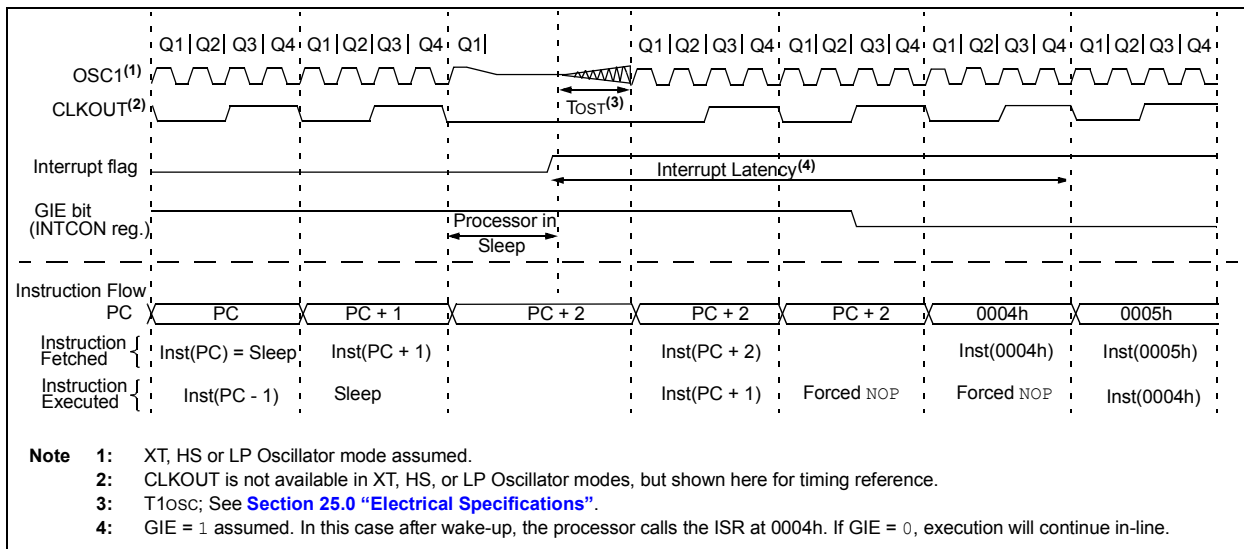 Q1 | Q2 | Q3 | Q4 Q1 | Q2 | Q3 | Q4 Q1 | Q1 | Q2 | Q3 | Q4 Q1 | Q2 | Q3 | Q4 Q1 | Q2 | Q3 | Q4 Q1 | Q2 | Q3 | Q4
OSC1(1)
TOST(3)
CLKOUT(2)
Interrupt flag
Interrupt Latency(4)
GIE bit
(INTCON reg.)
Processor in
Sleep
Instruction Flow
PC PC PC + 1 PC + 2 PC + 2 PC + 2 0004h 0005h
Instruction
Fetched { Inst(PC) = Sleep Inst(PC + 1) Inst(PC + 2) Inst(0004h) Inst(0005h)
Instruction
Executed { Inst(PC - 1) Sleep Inst(PC + 1) Forced NOP Forced NOP Inst(0004h)
Note 1: XT, HS or LP Oscillator mode assumed.
2: CLKOUT is not available in XT, HS, or LP Oscillator modes, but shown here for timing reference.
3: T1OSC; See Section 25.0 “Electrical Specifications”.
4: GIE = 1 assumed. In this case after wake-up, the processor calls the ISR at 0004h. If GIE = 0, execution will continue in-line.